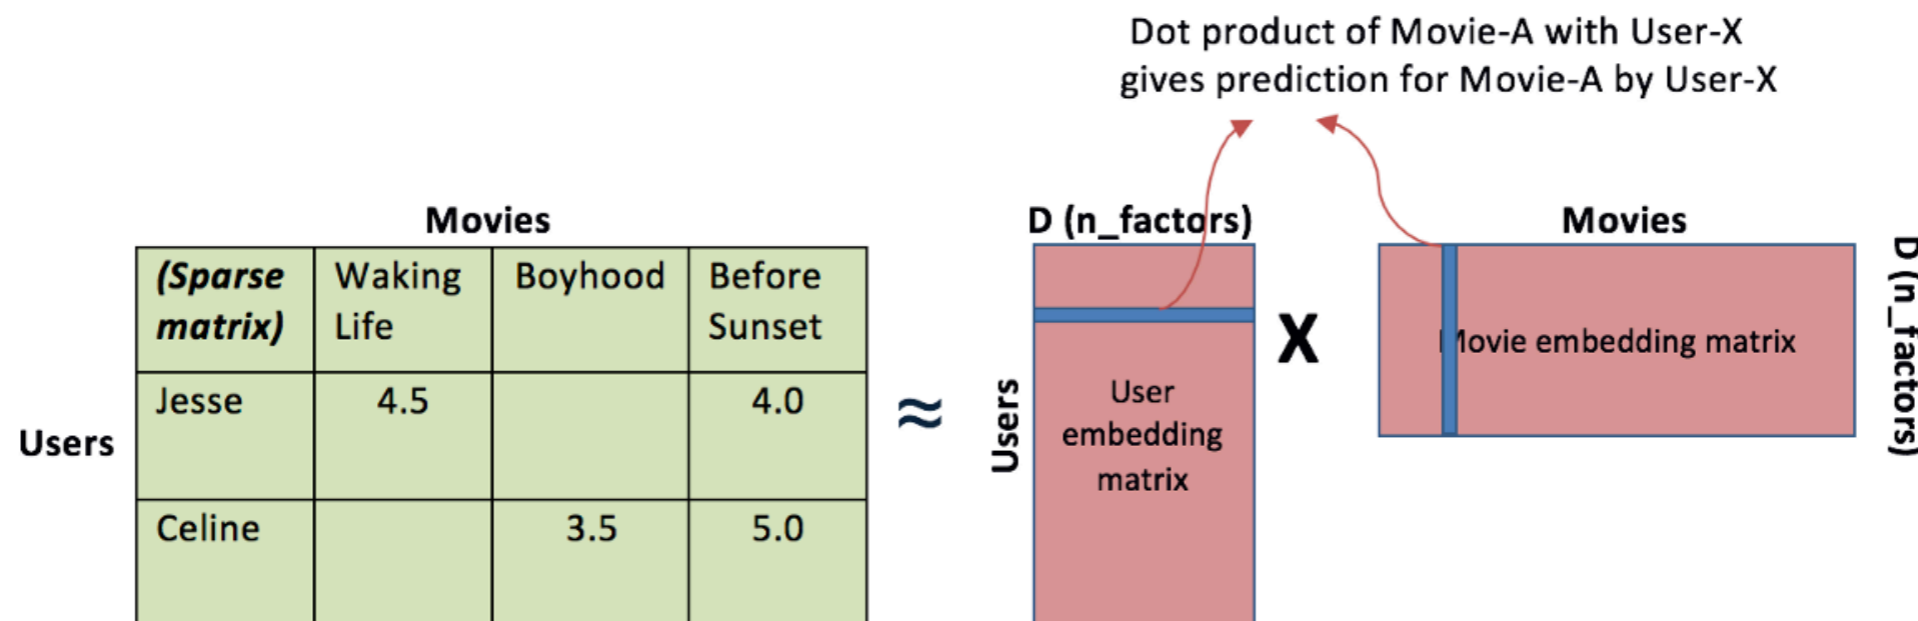 Dot product of Movie-A with User-X
gives prediction for Movie-A by User-X
Movies
(Sparse matrix)
Waking Life
Boyhood
Before Sunset
Users
Jesse
4.5
4.0
Celine
3.5
5.0
≈
D (n_factors)
Users
User
embedding
matrix
X
Movies
Movie embedding matrix
D (n_factors)